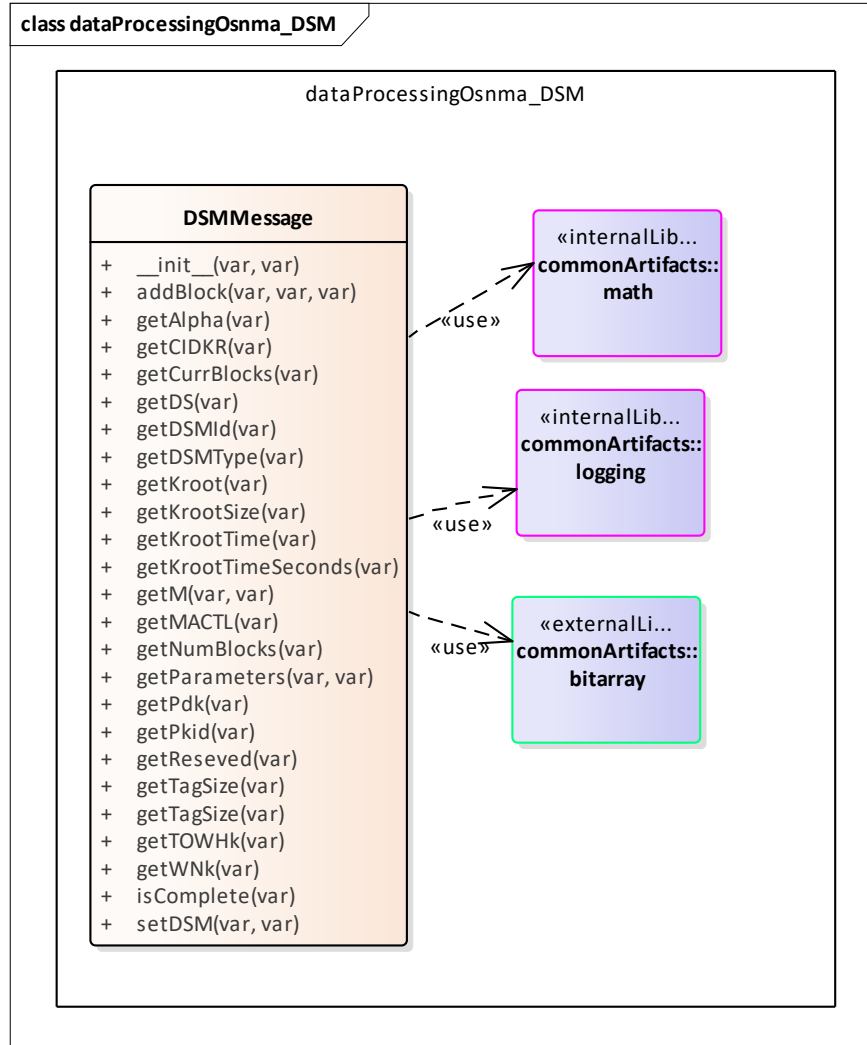 class dataProcessingOsnma_DSM
dataProcessingOsnma_DSM
DSMMessage
+ __init__(var, var)
+ addBlock(var, var, var)
+ getAlpha(var)
+ getCIDKR(var)
+ getCurrBlocks(var)
+ getDS(var)
+ getDSMId(var)
+ getDSMType(var)
+ getKroot(var)
+ getKrootSize(var)
+ getKrootTime(var)
+ getKrootTimeSeconds(var)
+ getM(var, var)
+ getMACTL(var)
+ getNumBlocks(var)
+ getParameters(var, var)
+ getPdk(var)
+ getPkid(var)
+ getReseved(var)
+ getTagSize(var)
+ getTagSize(var)
+ getTOWHk(var)
+ getWNk(var)
+ isComplete(var)
+ setDSM(var, var)
«use»
«internalLib...
commonArtifacts::
math
«use»
«internalLib...
commonArtifacts::
logging
«use»
«externalLi...
commonArtifacts::
bitarray